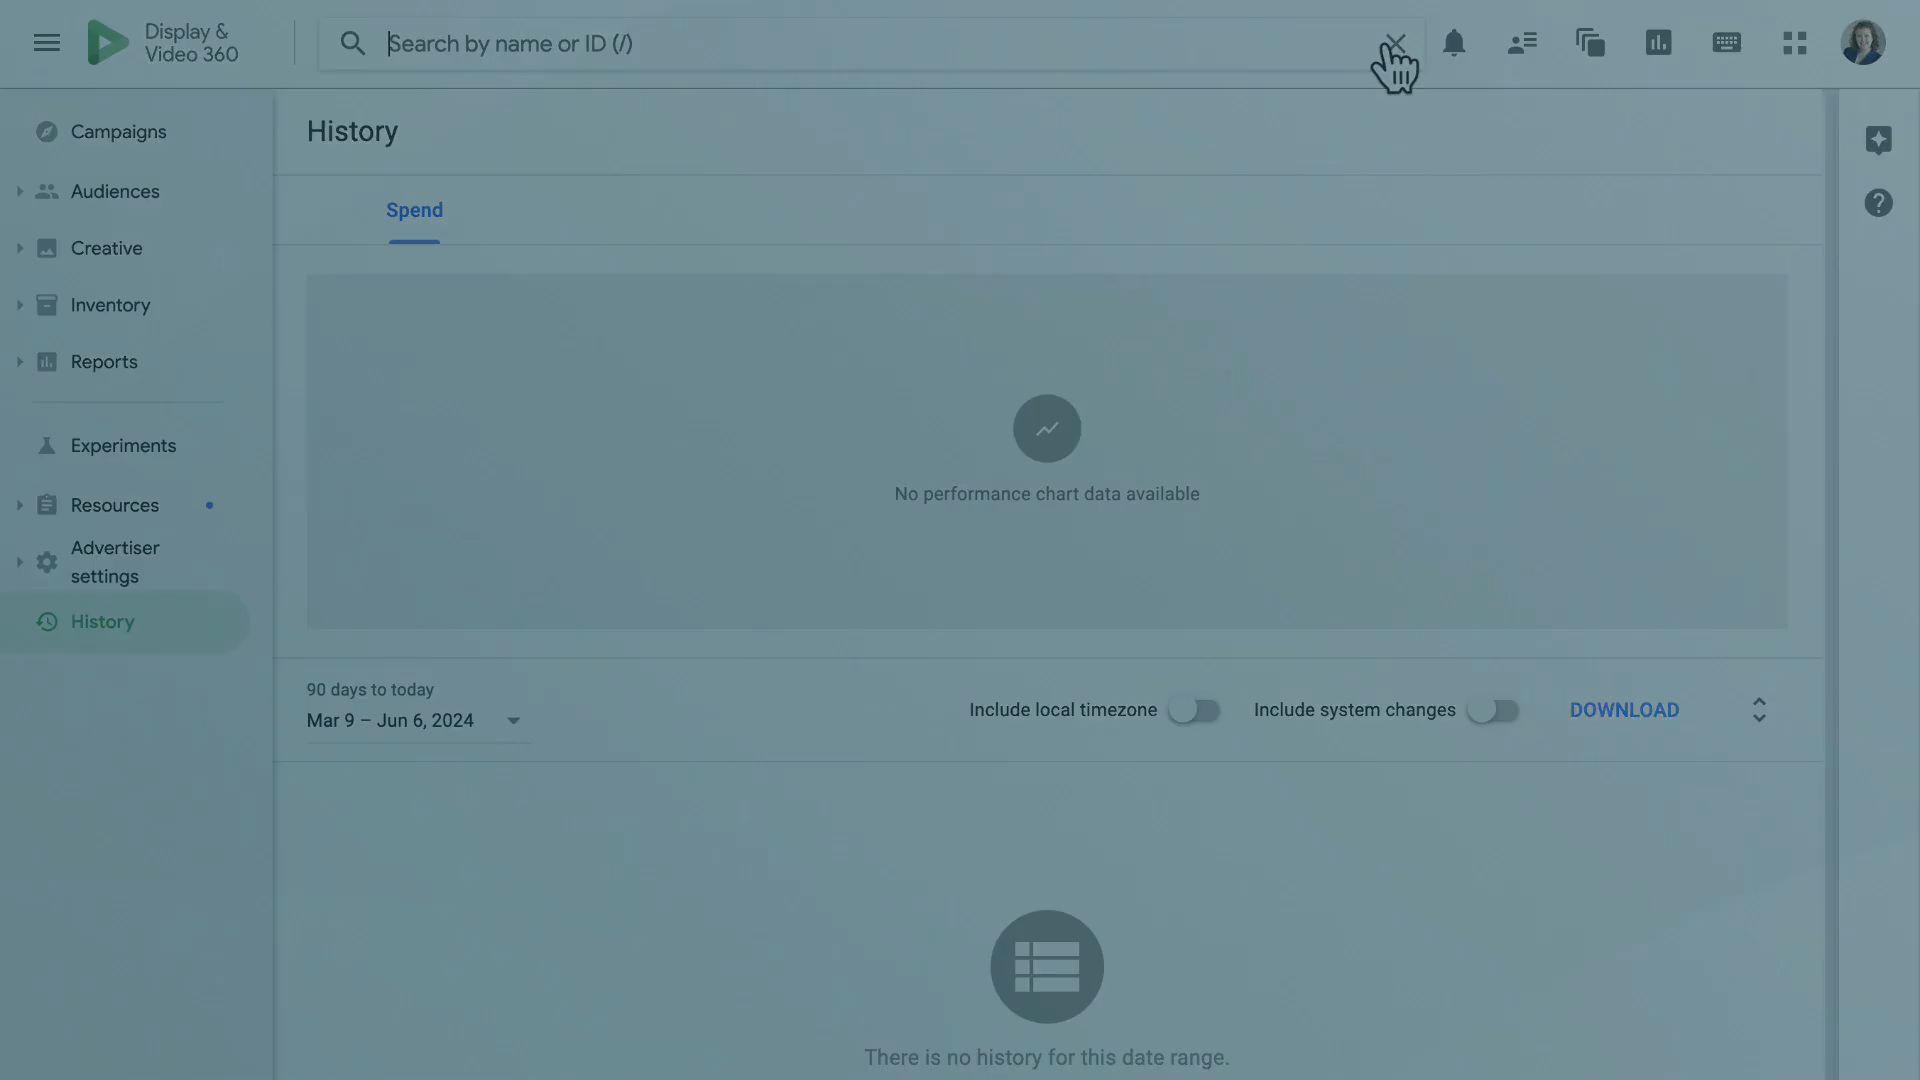 Display &
Video 360
Search by name or ID (/)
Campaigns
Audiences
Creative
Inventory
Reports
Experiments
Resources
Advertiser
settings
History
History
Spend
No performance chart data available
90 days to today
Mar 9 – Jun 6, 2024
Include local timezone
Include system changes
DOWNLOAD
There is no history for this date range.